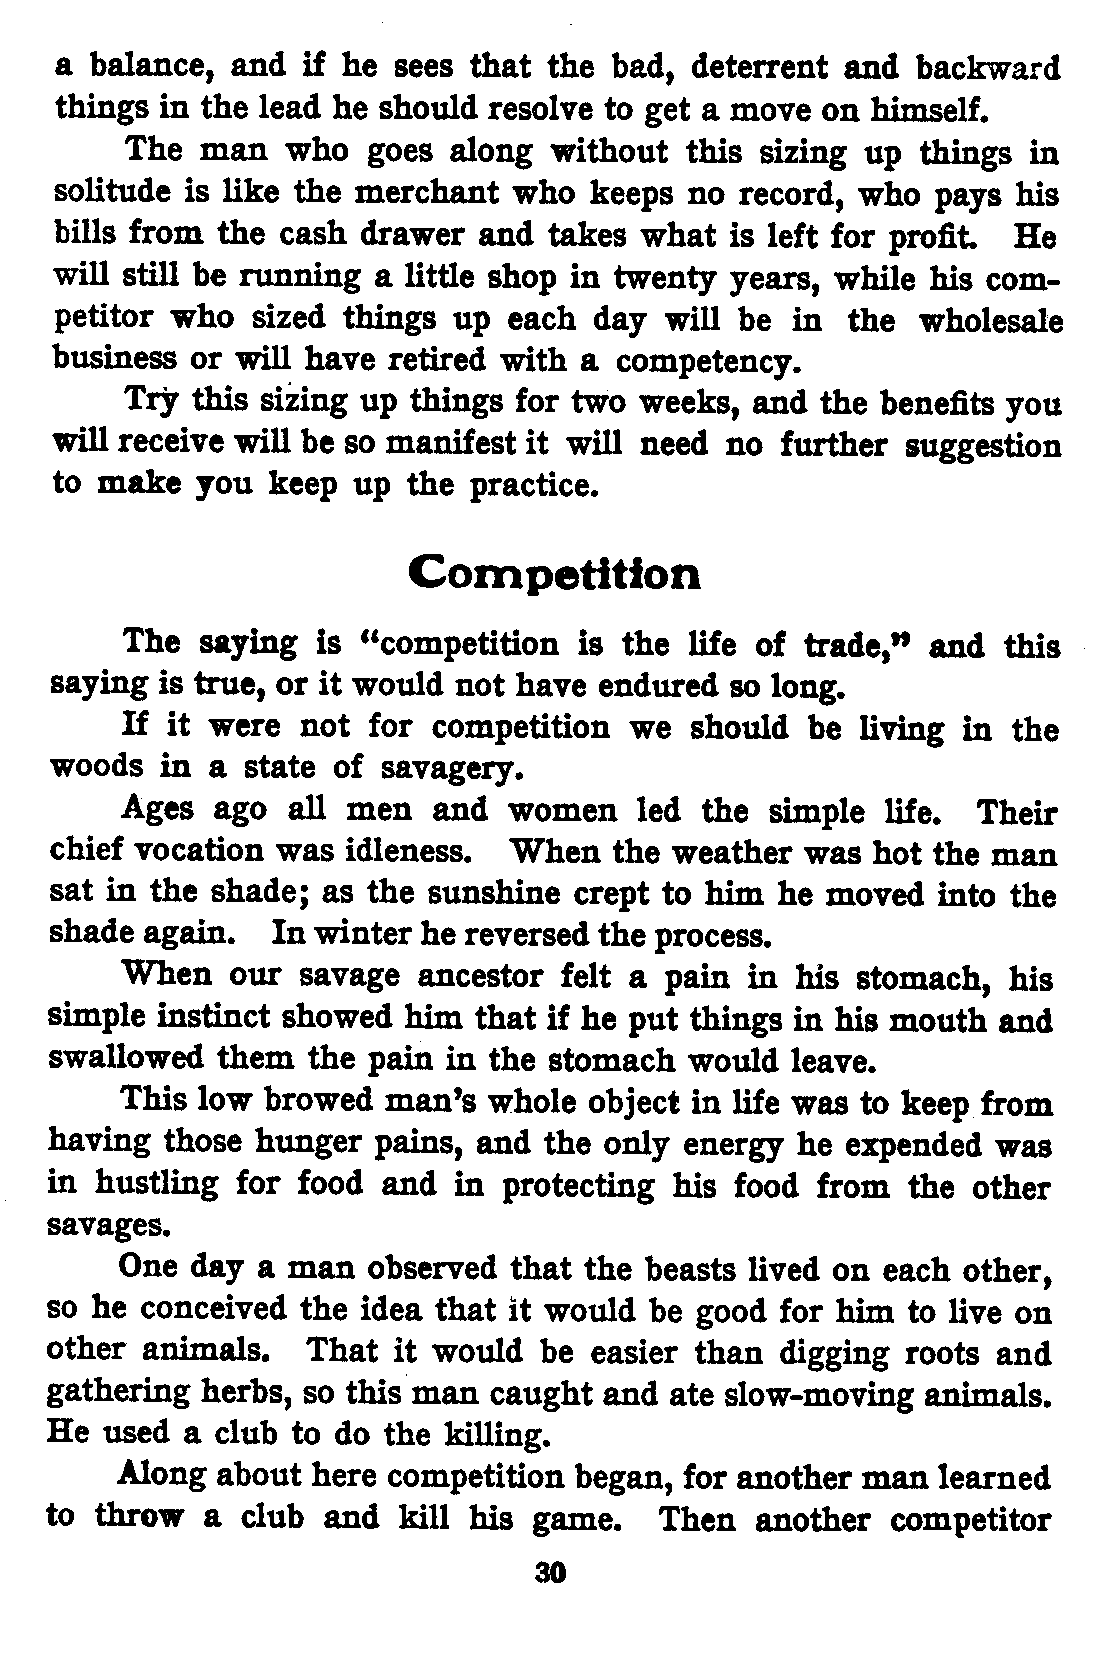 a balance, and if he sees that the bad, deterrent and backward
things in the lead he should resolve to get a move on himself.
The man who goes along without this sizing up things in
solitude is like the merchant who keeps no record, who pays his
bills from the cash drawer and takes what is left for profit. He
will still be running a little shop in twenty years, while his com-
petitor who sized things up each day will be in the wholesale
business or will have retired with a competency.
Try this sizing up things for two weeks, and the benefits you
will receive will be so manifest it will need no further suggestion
to make you keep up the practice.
Competition
The saying is “competition is the life of trade,” and this
saying is true, or it would not have endured so long.
If it were not for competition we should be living in the
woods in a state of savagery.
Ages ago all men and women led the simple life. Their
chief vocation was idleness. When the weather was hot the man
sat in the shade; as the sunshine crept to him he moved into the
shade again. In winter he reversed the process.
When our savage ancestor felt a pain in his stomach, his
simple instinct showed him that if he put things in his mouth and
swallowed them the pain in the stomach would leave.
This low browed man’s whole object in life was to keep from
having those hunger pains, and the only energy he expended was
in hustling for food and in protecting his food from the other
savages.
One day a man observed that the beasts lived on each other,
so he conceived the idea that it would be good for him to live on
other animals. That it would be easier than digging roots and
gathering herbs, so this man caught and ate slow-moving animals.
He used a club to do the killing.
Along about here competition began, for another man learned
to throw a club and kill his game. Then another competitor
30